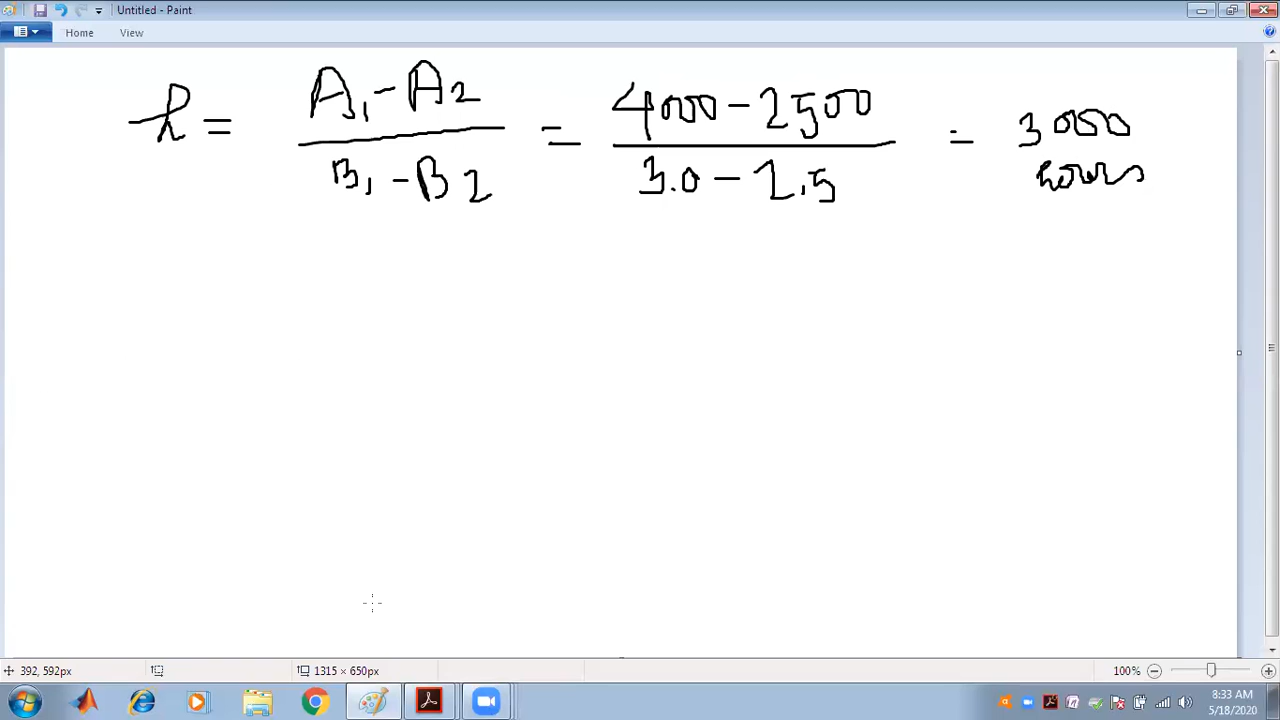 Untitled - Paint
Home View
h = A1 - A2 / B1 - B2 = 4000 - 2500 / 3.0 - 2.5 = 3000
hours
392, 592px 1315 × 650px 100%
8:33 AM
5/18/2020